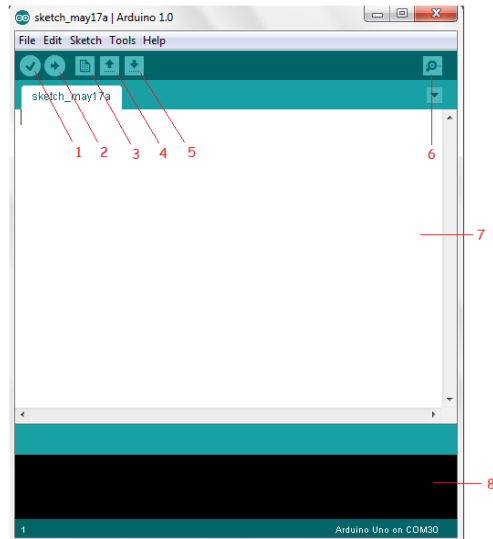 sketch_may17a | Arduino 1.0
File Edit Sketch Tools Help
sketch_may17a
1 2 3 4 5 6
7
8
1 Arduino Uno on COM30